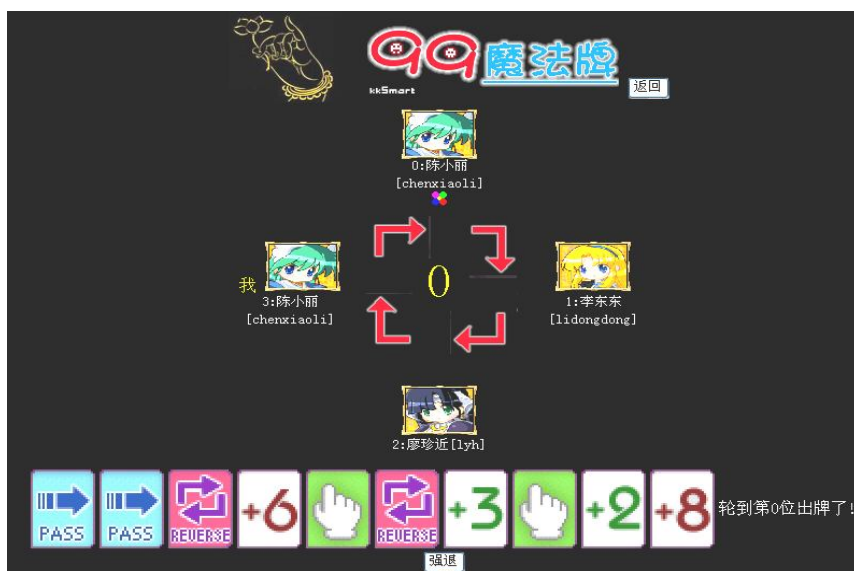 99魔法牌
kkSmart
返回
0:陈小丽
[chenxiaoli]
我
3:陈小丽
[chenxiaoli]
0
1:李东东
[lidongdong]
2:廖珍近[lyh]
PASS
PASS
REVERSE
+6
REVERSE
+3
+2
+8
轮到第0位出牌了!
强退